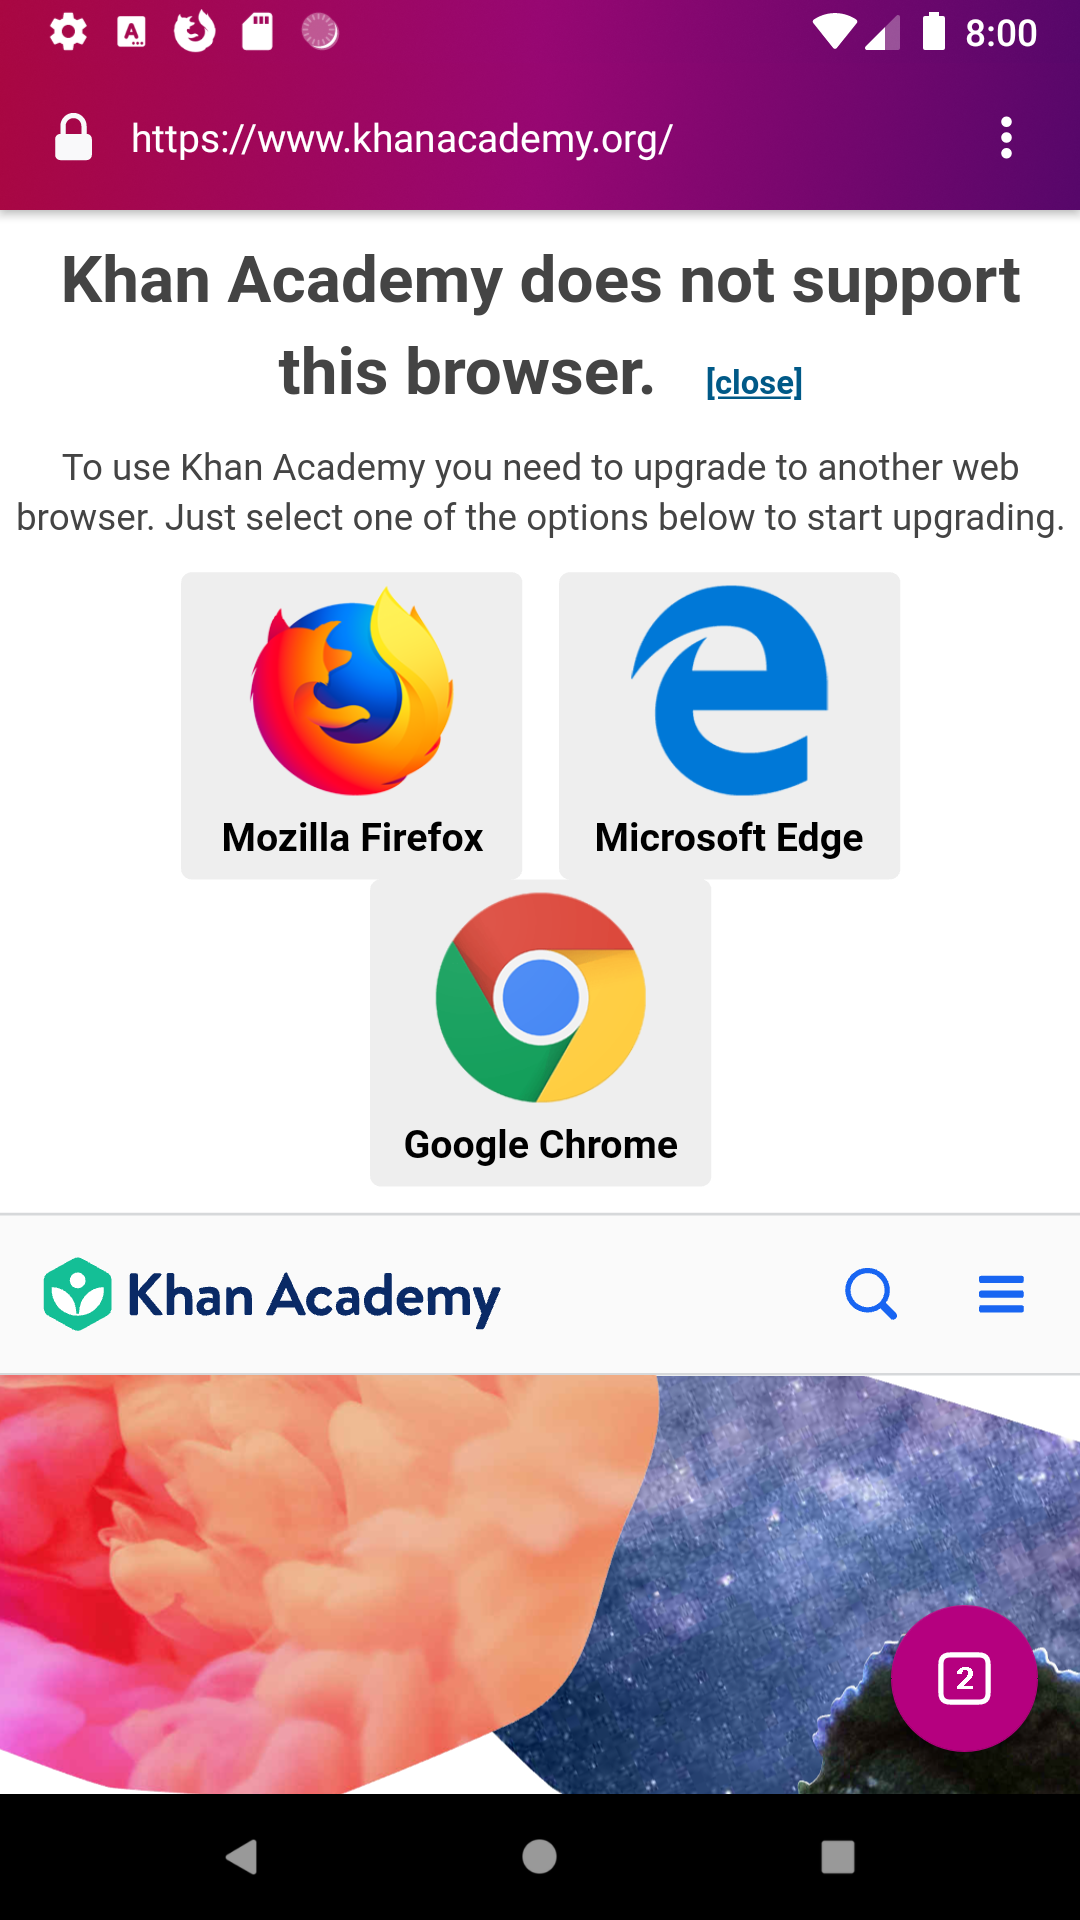 8:00
https://www.khanacademy.org/
Khan Academy does not support
this browser. [close]
To use Khan Academy you need to upgrade to another web
browser. Just select one of the options below to start upgrading.
Mozilla Firefox
Microsoft Edge
Google Chrome
Khan Academy
2